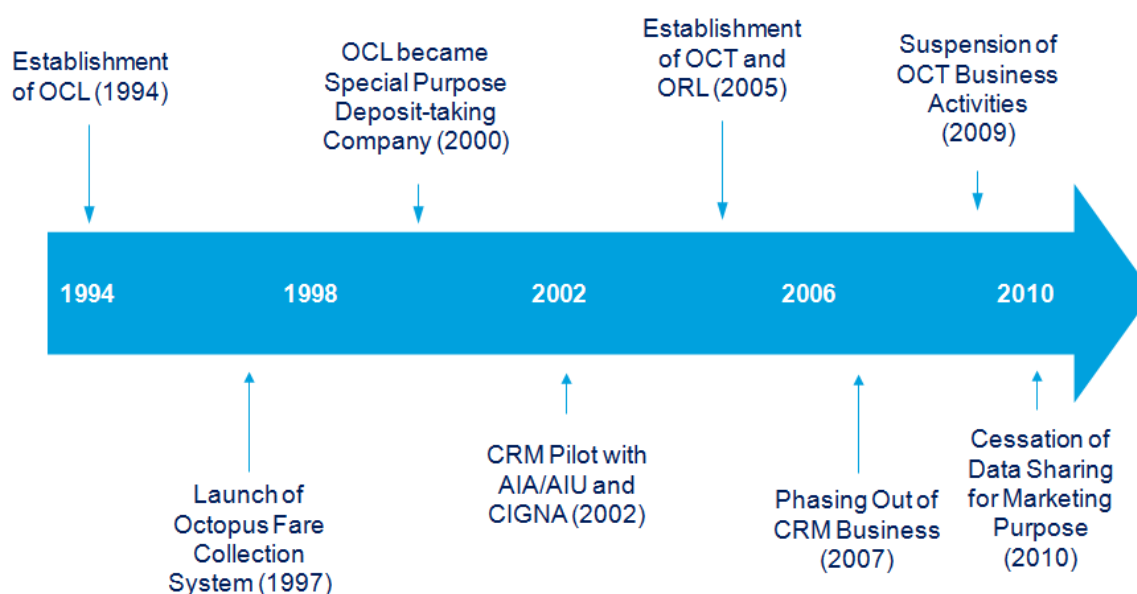 Establishment
of OCL (1994)
OCL became
Special Purpose
Deposit-taking
Company (2000)
Establishment
of OCT and
ORL (2005)
Suspension of
OCT Business
Activities
(2009)
1994
1998
2002
2006
2010
Launch of
Octopus Fare
Collection
System (1997)
CRM Pilot with
AIA/AIU and
CIGNA (2002)
Phasing Out of
CRM Business
(2007)
Cessation of
Data Sharing
for Marketing
Purpose
(2010)